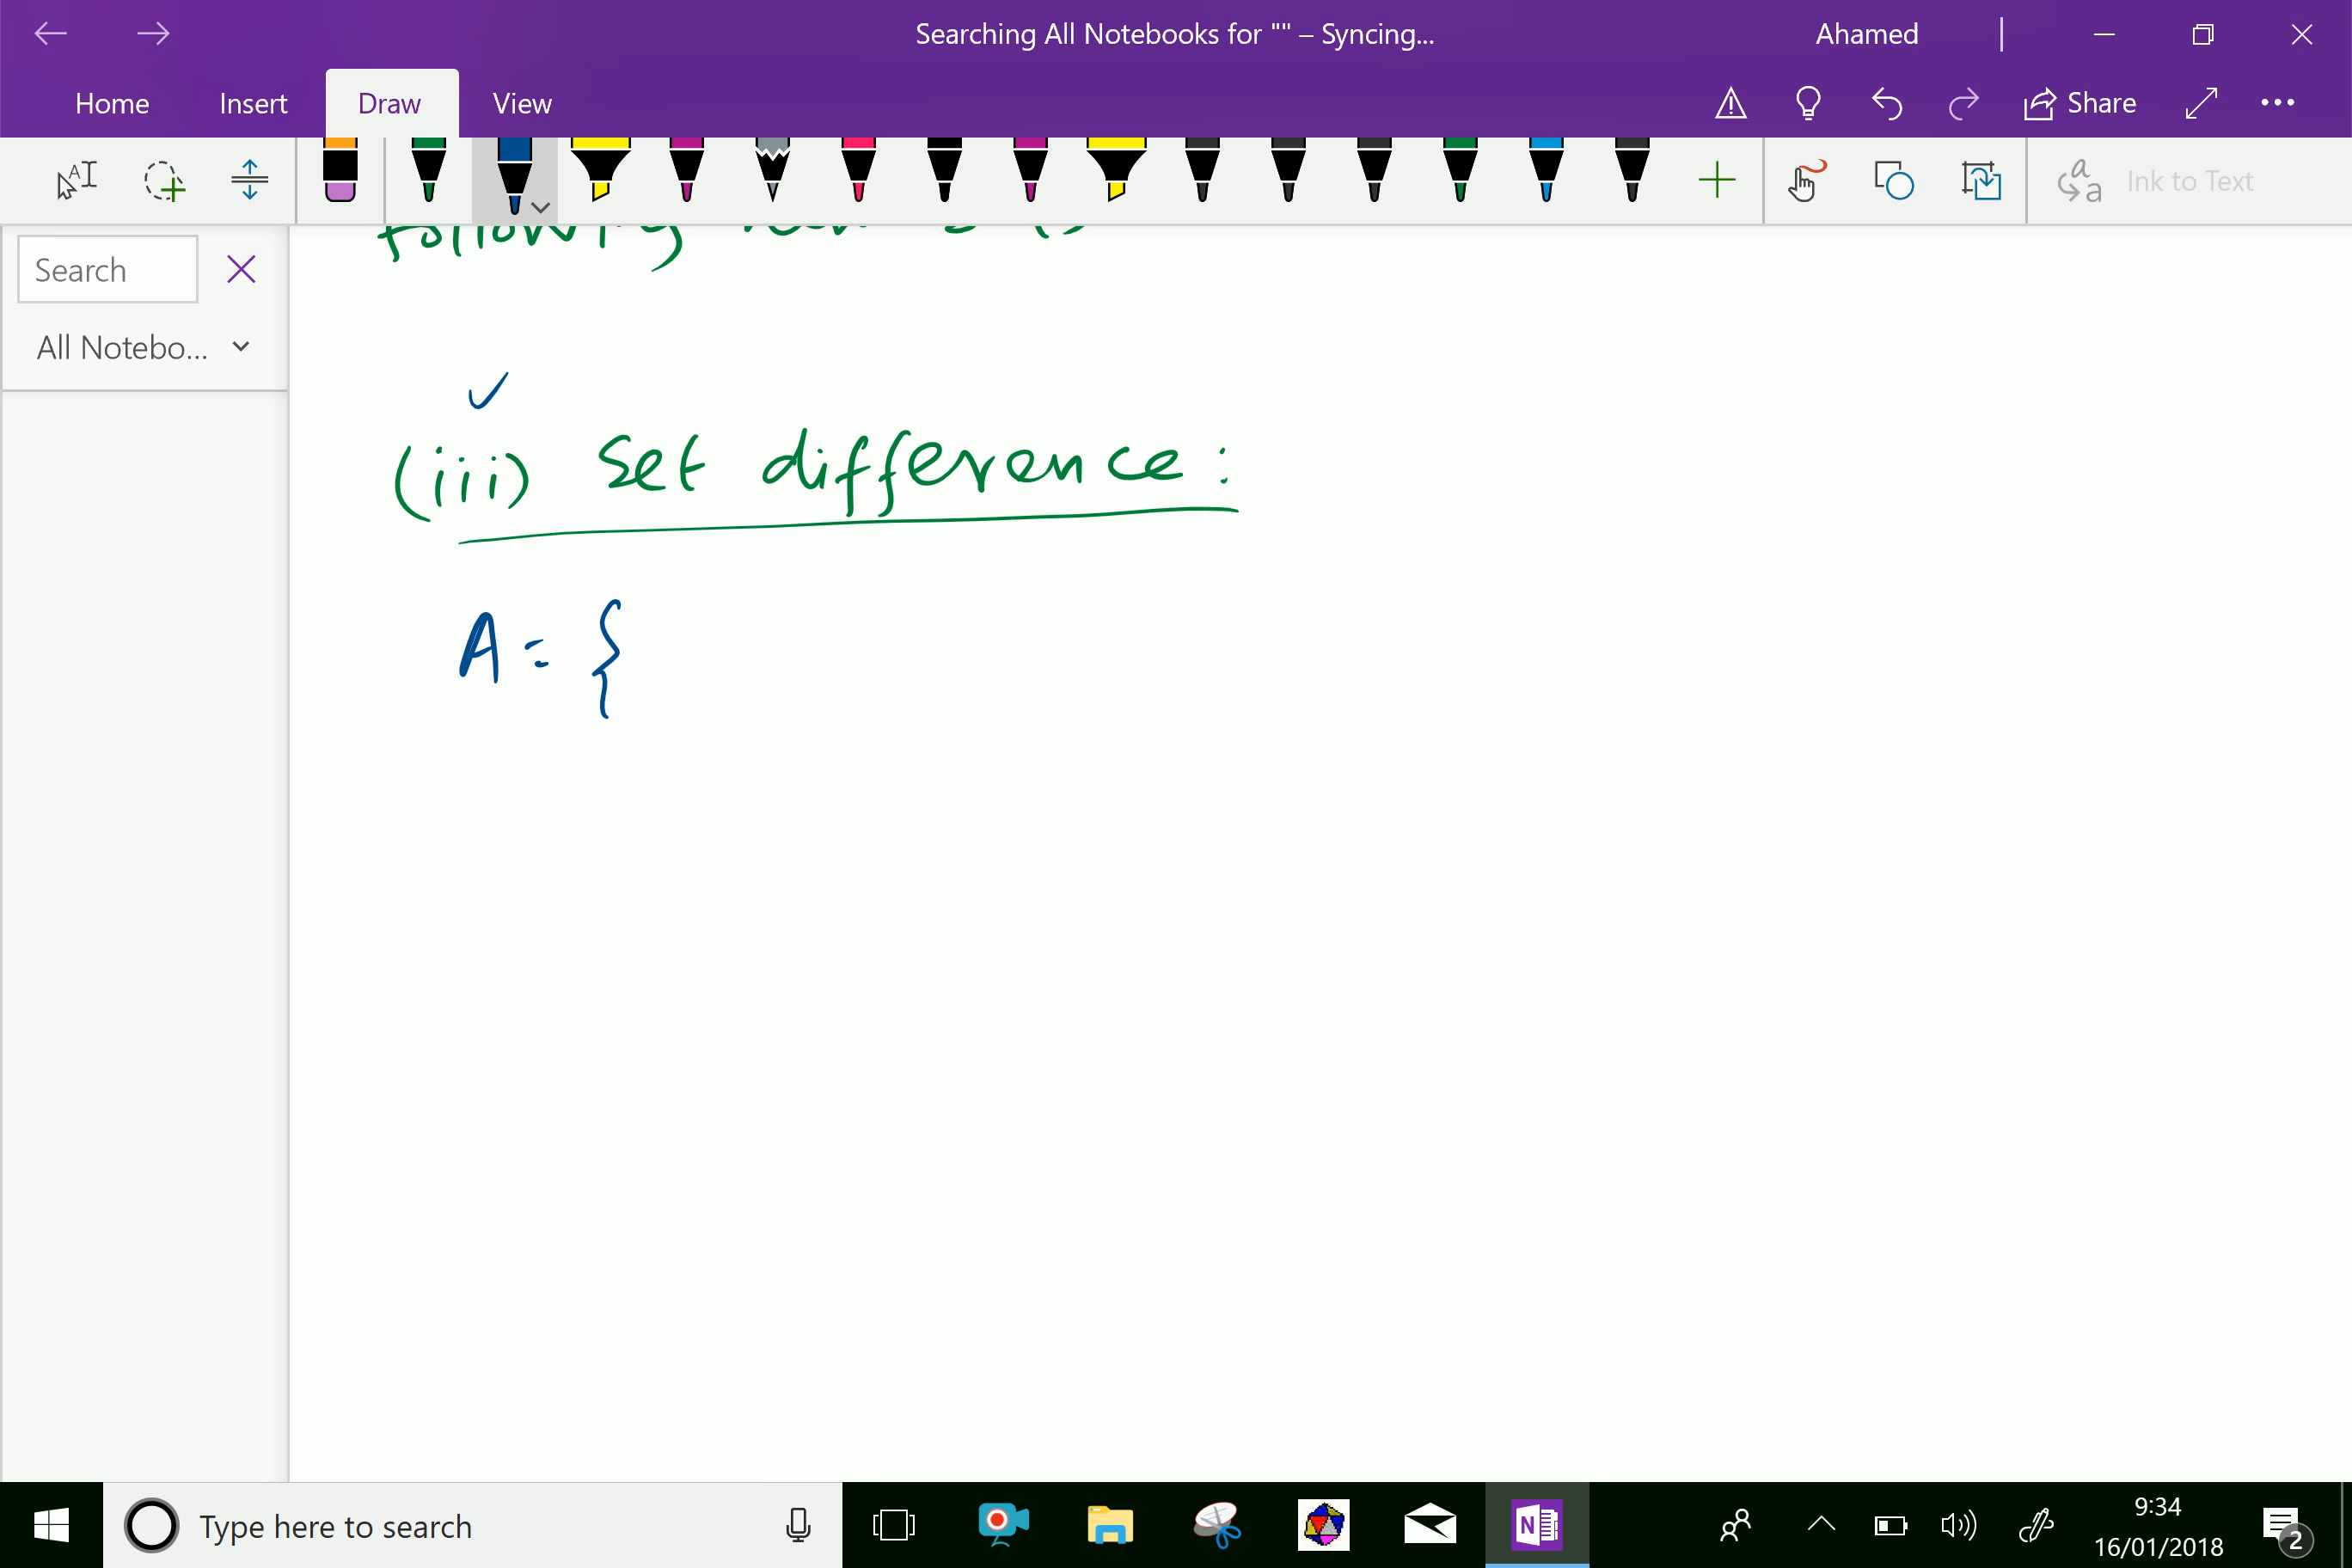 Searching All Notebooks for "" – Syncing...
Ahamed
Home Insert Draw View
Share
Ink to Text
Search
All Notebo...
following
(iii) Set difference:
A = {
Type here to search
N
9:34
16/01/2018
2